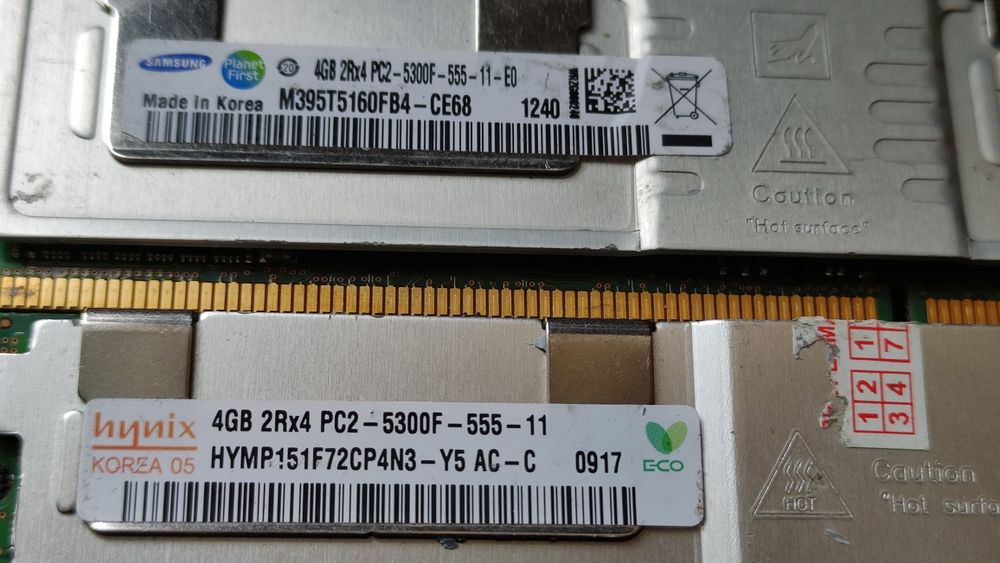 SAMSUNG
Planet First
20
4GB 2Rx4 PC2-5300F-555-11-E0
Made in Korea M395T5160FB4-CE68 1240
Caution
"Hot surface"
hynix
4GB 2Rx4 PC2-5300F-555-11
KOREA 05 HYMP151F72CP4N3-Y5 AC-C 0917
ECO
1 7
1 2
3 4
HOT
Caution
"Hot surfa